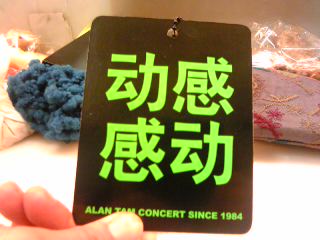 动感
感动
ALAN TAM CONCERT SINCE 1984